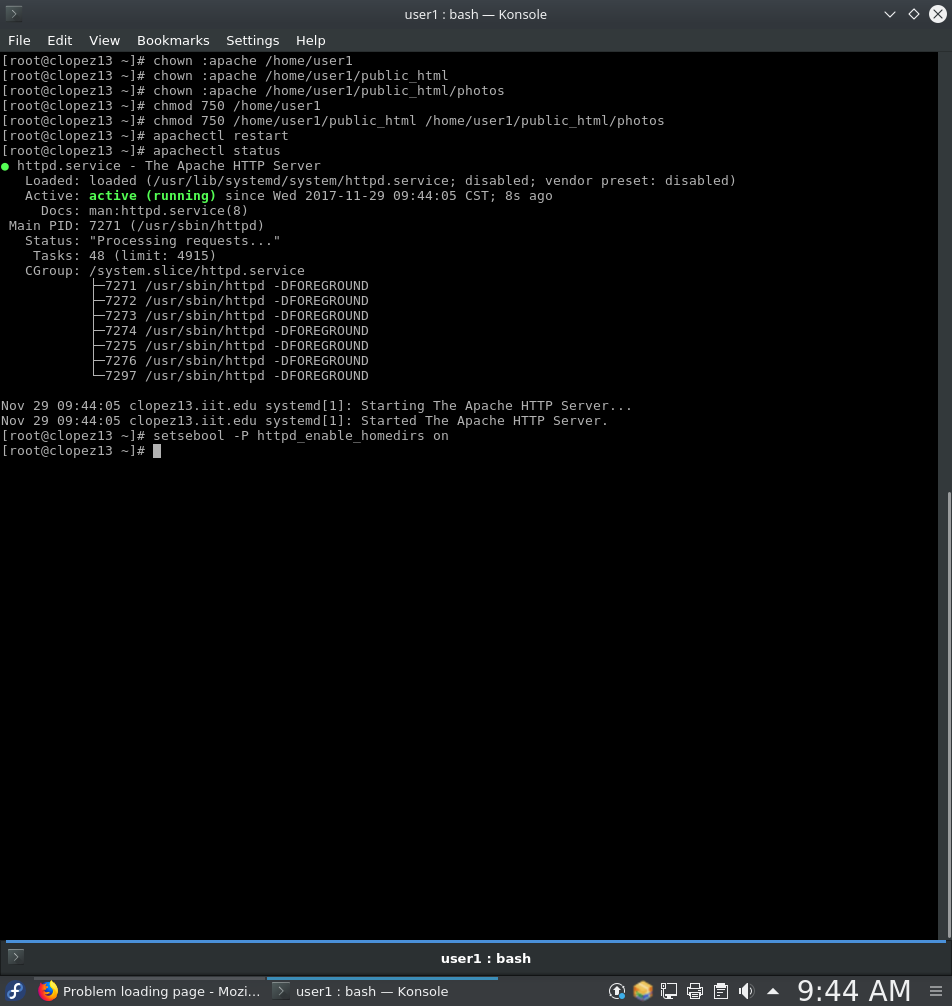 user1 : bash — Konsole
File Edit View Bookmarks Settings Help
[root@clopez13 ~]# chown :apache /home/user1
[root@clopez13 ~]# chown :apache /home/user1/public_html
[root@clopez13 ~]# chown :apache /home/user1/public_html/photos
[root@clopez13 ~]# chmod 750 /home/user1
[root@clopez13 ~]# chmod 750 /home/user1/public_html /home/user1/public_html/photos
[root@clopez13 ~]# apachectl restart
[root@clopez13 ~]# apachectl status
● httpd.service - The Apache HTTP Server
   Loaded: loaded (/usr/lib/systemd/system/httpd.service; disabled; vendor preset: disabled)
   Active: active (running) since Wed 2017-11-29 09:44:05 CST; 8s ago
     Docs: man:httpd.service(8)
 Main PID: 7271 (/usr/sbin/httpd)
   Status: "Processing requests..."
    Tasks: 48 (limit: 4915)
   CGroup: /system.slice/httpd.service
           ├─7271 /usr/sbin/httpd -DFOREGROUND
           ├─7272 /usr/sbin/httpd -DFOREGROUND
           ├─7273 /usr/sbin/httpd -DFOREGROUND
           ├─7274 /usr/sbin/httpd -DFOREGROUND
           ├─7275 /usr/sbin/httpd -DFOREGROUND
           ├─7276 /usr/sbin/httpd -DFOREGROUND
           └─7297 /usr/sbin/httpd -DFOREGROUND
Nov 29 09:44:05 clopez13.iit.edu systemd[1]: Starting The Apache HTTP Server...
Nov 29 09:44:05 clopez13.iit.edu systemd[1]: Started The Apache HTTP Server.
[root@clopez13 ~]# setsebool -P httpd_enable_homedirs on
[root@clopez13 ~]#
user1 : bash
Problem loading page - Mozi... user1 : bash — Konsole 9:44 AM